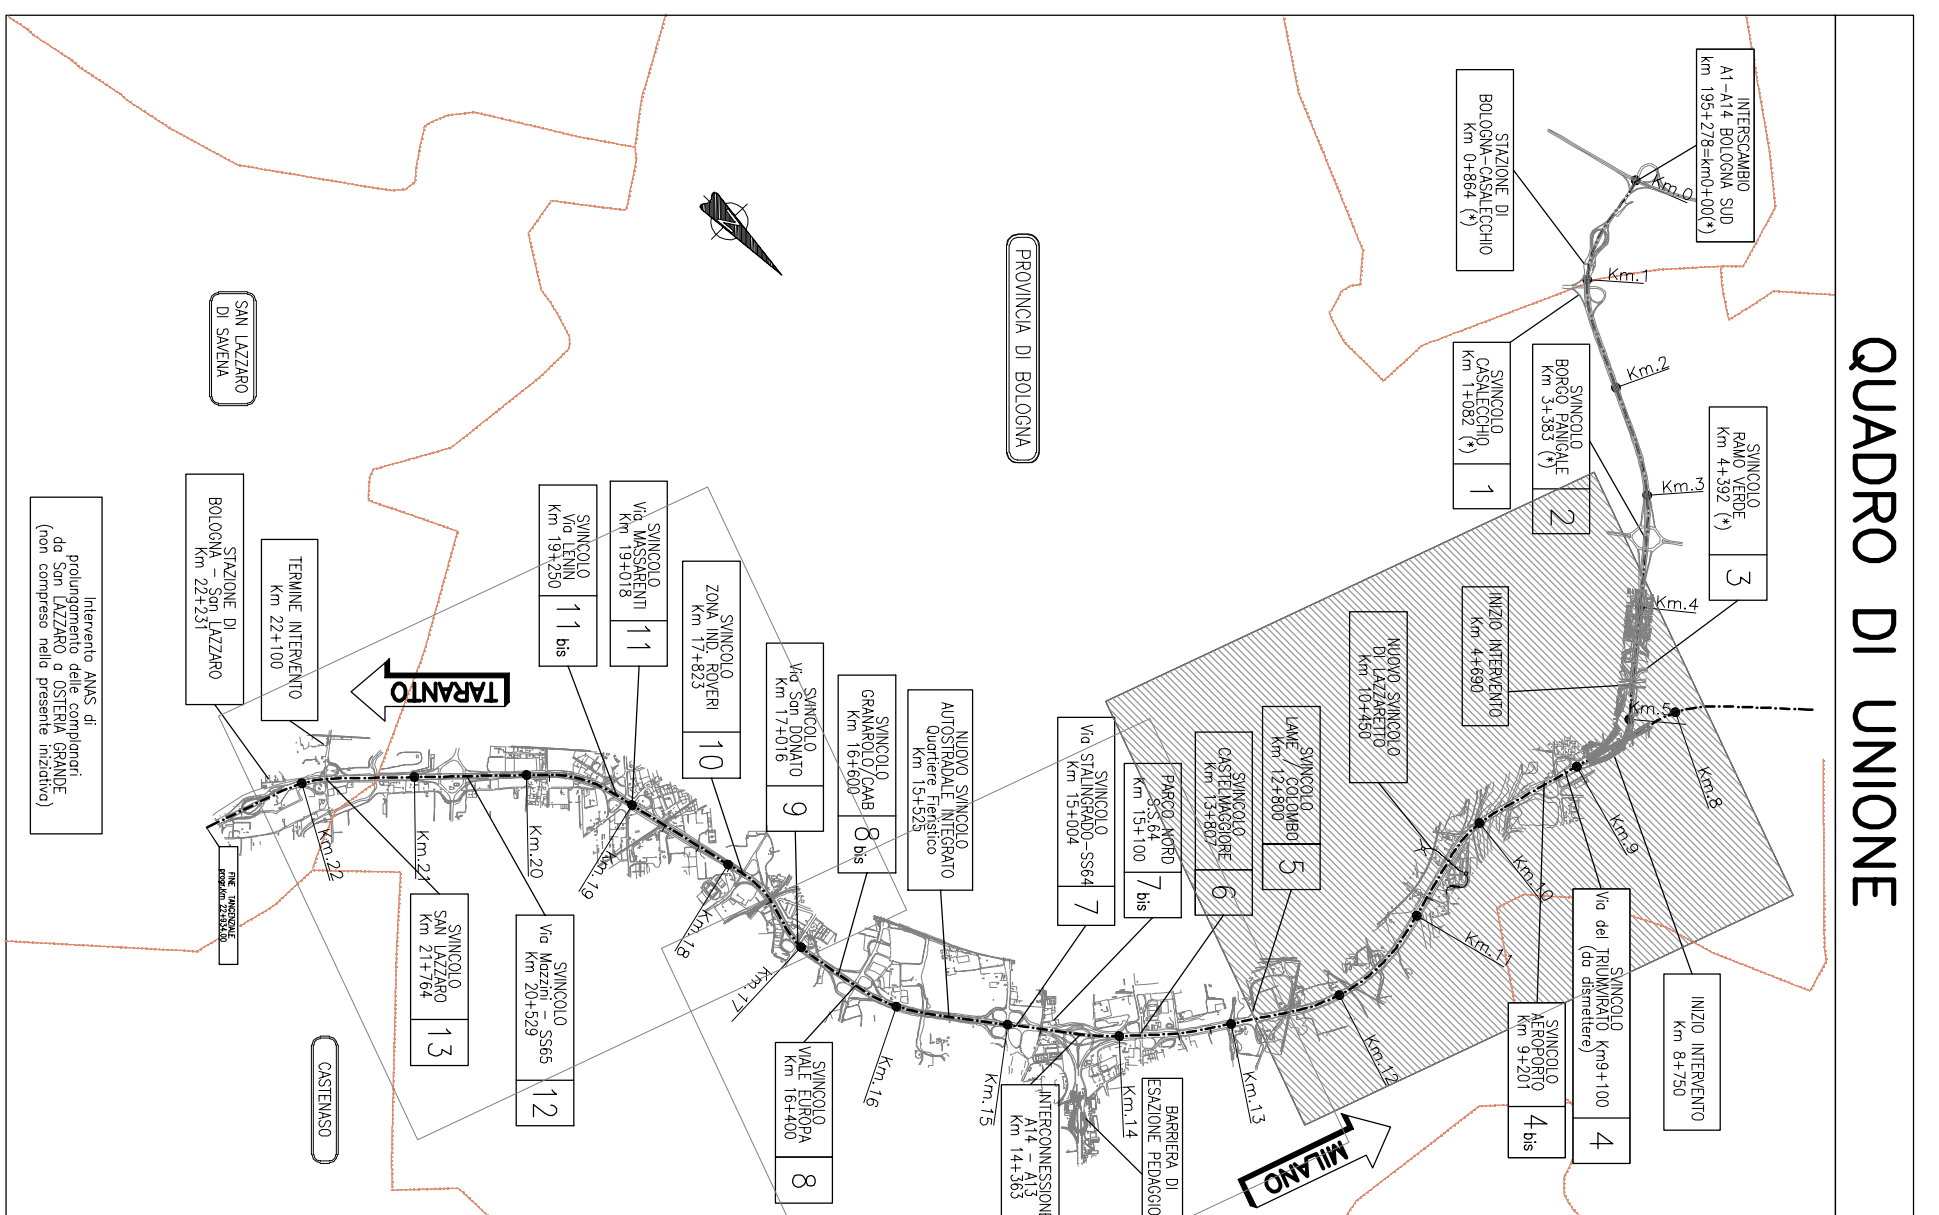 QUADRO DI UNIONE
INTERSCAMBIO
A1-A14 BOLOGNA SUD
km 195+278=km0+00(*)
STAZIONE DI
BOLOGNA-CASALECCHIO
Km 0+864 (*)
SVINCOLO
CASALECCHIO
Km 1+082 (*)
1
SVINCOLO
BORGO PANIGALE
Km 3+383 (*)
2
SVINCOLO
RAMO VERDE
Km 4+392 (*)
3
INIZIO INTERVENTO
Km 4+690
NUOVO SVINCOLO
DI LAZZARETTO
Km 10+450
INIZIO INTERVENTO
Km 8+750
SVINCOLO
Via del TRIUMVIRATO Km9+100
(da dismettere)
4
SVINCOLO
AEROPORTO
Km 9+201
4 bis
SVINCOLO
LAME / COLOMBO
Km 12+800
5
SVINCOLO
CASTELMAGGIORE
Km 13+807
6
PARCO NORD
S.S.64
Km 15+100
7 bis
SVINCOLO
Via STALINGRADO-SS64
Km 15+004
7
BARRIERA DI
ESAZIONE PEDAGGIO
INTERCONNESSIONE
A14 - A13
Km 14+363
NUOVO SVINCOLO
AUTOSTRADALE INTEGRATO
Quartiere Fieristico
Km 15+525
SVINCOLO
GRANAROLO/CAAB
Km 16+600
8 bis
SVINCOLO
VIALE EUROPA
Km 16+400
8
SVINCOLO
Via San DONATO
Km 17+016
9
SVINCOLO
ZONA IND. ROVERI
Km 17+823
10
SVINCOLO
Via MASSARENTI
Km 19+018
11
SVINCOLO
Via LENIN
Km 19+250
11 bis
SVINCOLO
Via Mazzini - SS65
Km 20+529
12
SVINCOLO
SAN LAZZARO
Km 21+764
13
TERMINE INTERVENTO
Km 22+100
STAZIONE DI
BOLOGNA - San LAZZARO
Km 22+231
Intervento ANAS di
prolungamento delle complanari
da San LAZZARO a OSTERIA GRANDE
(non compreso nella presente iniziativa)
FINE TANGENZIALE
progr.Km 22+934.00
PROVINCIA DI BOLOGNA
SAN LAZZARO
DI SAVENA
CASTENASO
TARANTO
MILANO
Km.0
Km.1
Km.2
Km.3
Km.4
Km.5
Km.8
Km.9
Km.10
Km.11
Km.12
Km.13
Km.14
Km.15
Km.16
Km.17
Km.18
Km.19
Km.20
Km.21
Km.22